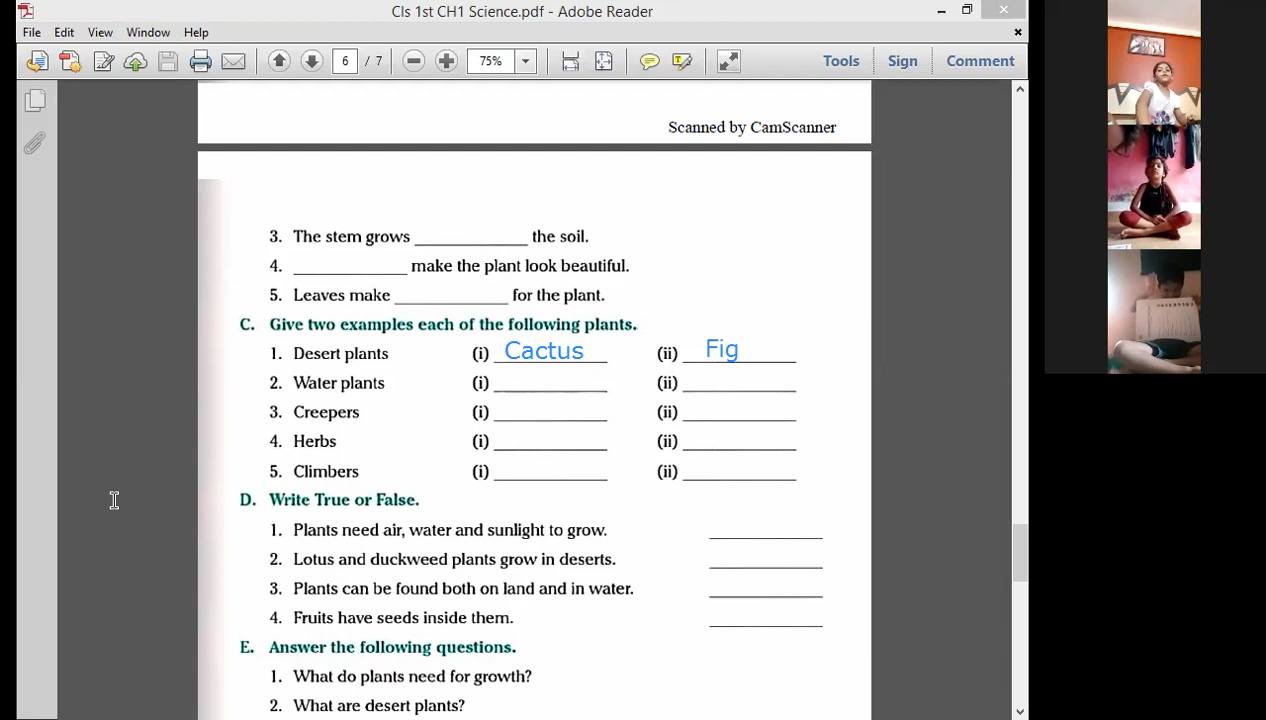 Cls 1st CH1 Science.pdf - Adobe Reader
File Edit View Window Help
6 / 7 75% Tools Sign Comment
Scanned by CamScanner
3. The stem grows ____________ the soil.
4. ____________ make the plant look beautiful.
5. Leaves make ____________ for the plant.
C. Give two examples each of the following plants.
1. Desert plants (i) Cactus (ii) Fig
2. Water plants (i) ____________ (ii) ____________
3. Creepers (i) ____________ (ii) ____________
4. Herbs (i) ____________ (ii) ____________
5. Climbers (i) ____________ (ii) ____________
D. Write True or False.
1. Plants need air, water and sunlight to grow. ____________
2. Lotus and duckweed plants grow in deserts. ____________
3. Plants can be found both on land and in water. ____________
4. Fruits have seeds inside them. ____________
E. Answer the following questions.
1. What do plants need for growth?
2. What are desert plants?